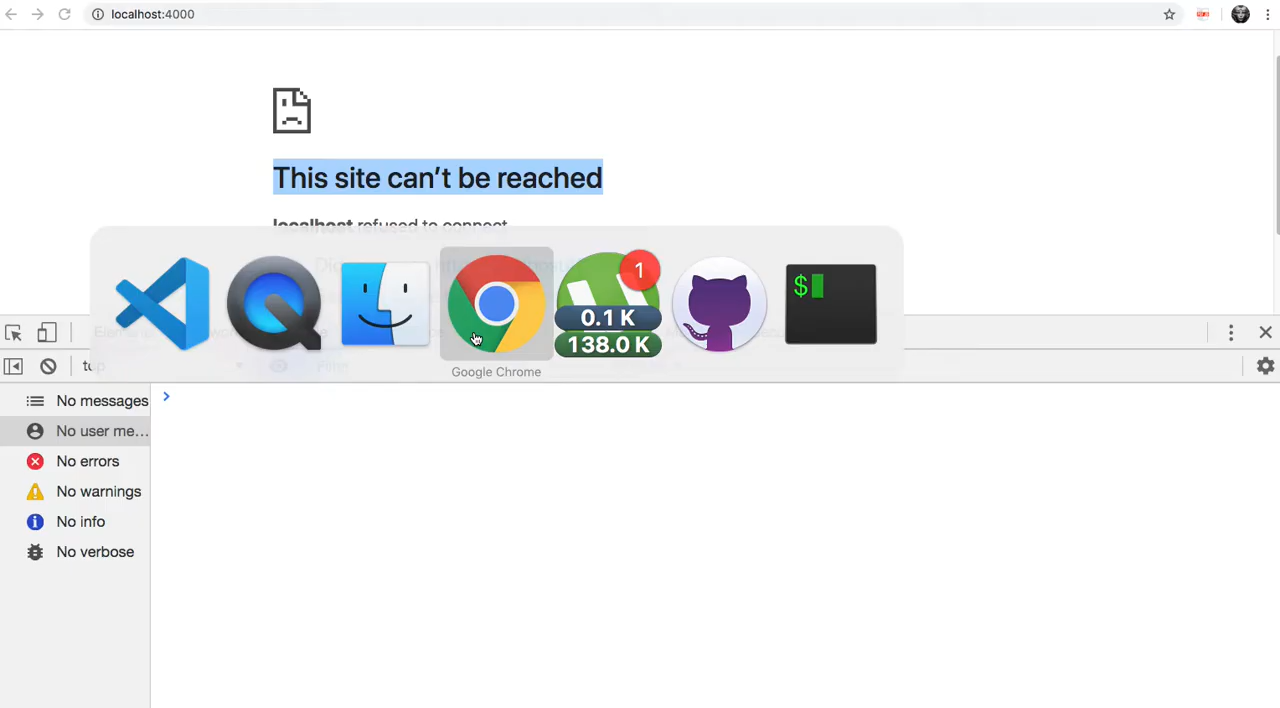 localhost:4000
This site can't be reached
localhost refused to connect
1
0.1 K
138.0 K
$
Google Chrome
top
No messages
No user me...
No errors
No warnings
No info
No verbose